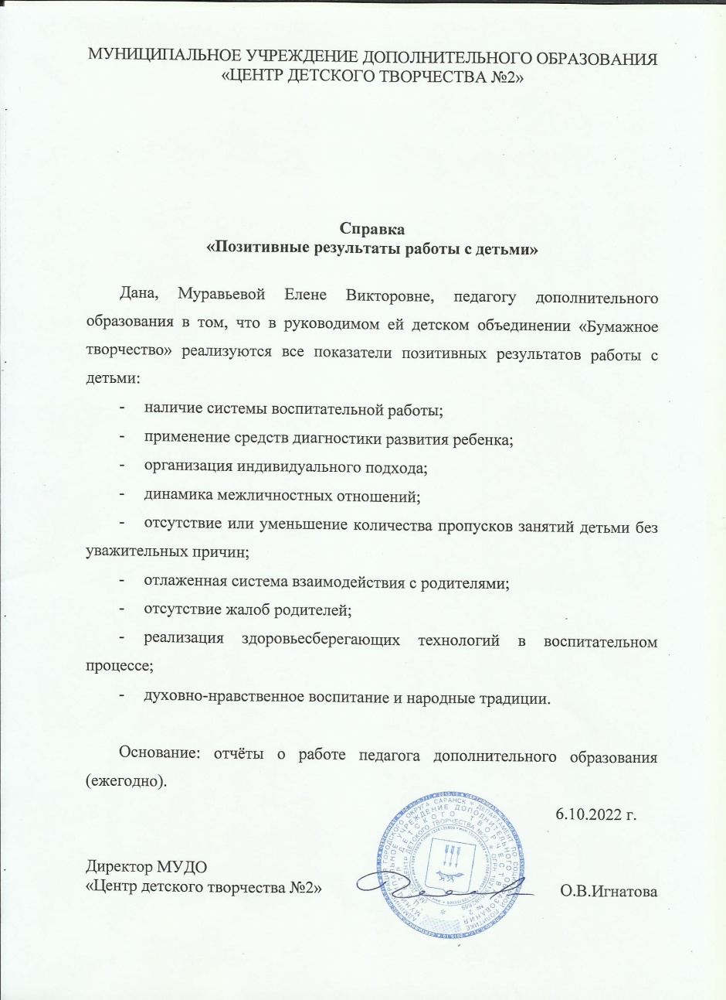 МУНИЦИПАЛЬНОЕ УЧРЕЖДЕНИЕ ДОПОЛНИТЕЛЬНОГО ОБРАЗОВАНИЯ
«ЦЕНТР ДЕТСКОГО ТВОРЧЕСТВА №2»
Справка
«Позитивные результаты работы с детьми»
Дана, Муравьевой Елене Викторовне, педагогу дополнительного
образования в том, что в руководимом ей детском объединении «Бумажное
творчество» реализуются все показатели позитивных результатов работы с
детьми:
- наличие системы воспитательной работы;
- применение средств диагностики развития ребенка;
- организация индивидуального подхода;
- динамика межличностных отношений;
- отсутствие или уменьшение количества пропусков занятий детьми без
уважительных причин;
- отлаженная система взаимодействия с родителями;
- отсутствие жалоб родителей;
- реализация здоровьесберегающих технологий в воспитательном
процессе;
- духовно-нравственное воспитание и народные традиции.
Основание: отчёты о работе педагога дополнительного образования
(ежегодно).
6.10.2022 г.
Директор МУДО
«Центр детского творчества №2»
О.В.Игнатова